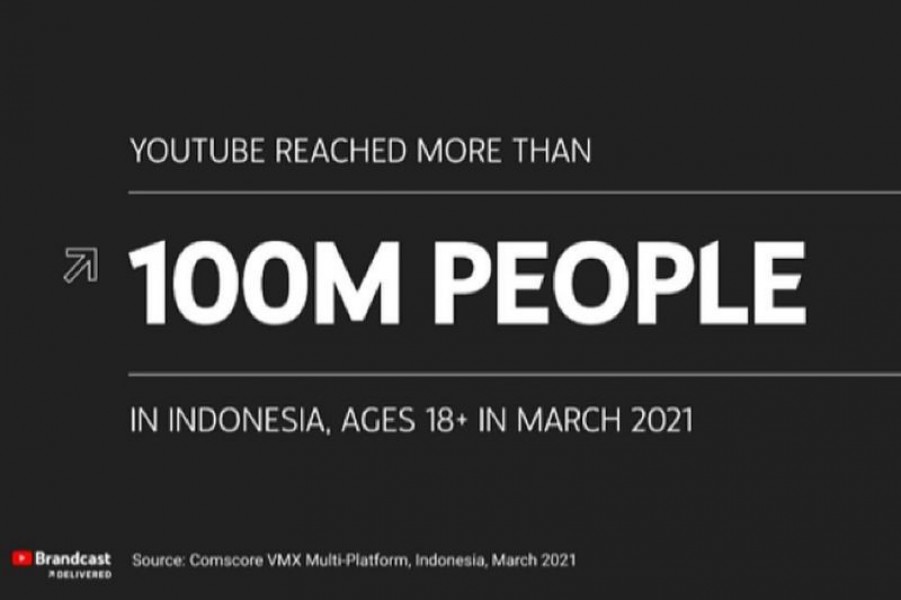 YOUTUBE REACHED MORE THAN
100M PEOPLE
IN INDONESIA, AGES 18+ IN MARCH 2021
Brandcast
DELIVERED
Source: Comscore VMX Multi-Platform, Indonesia, March 2021